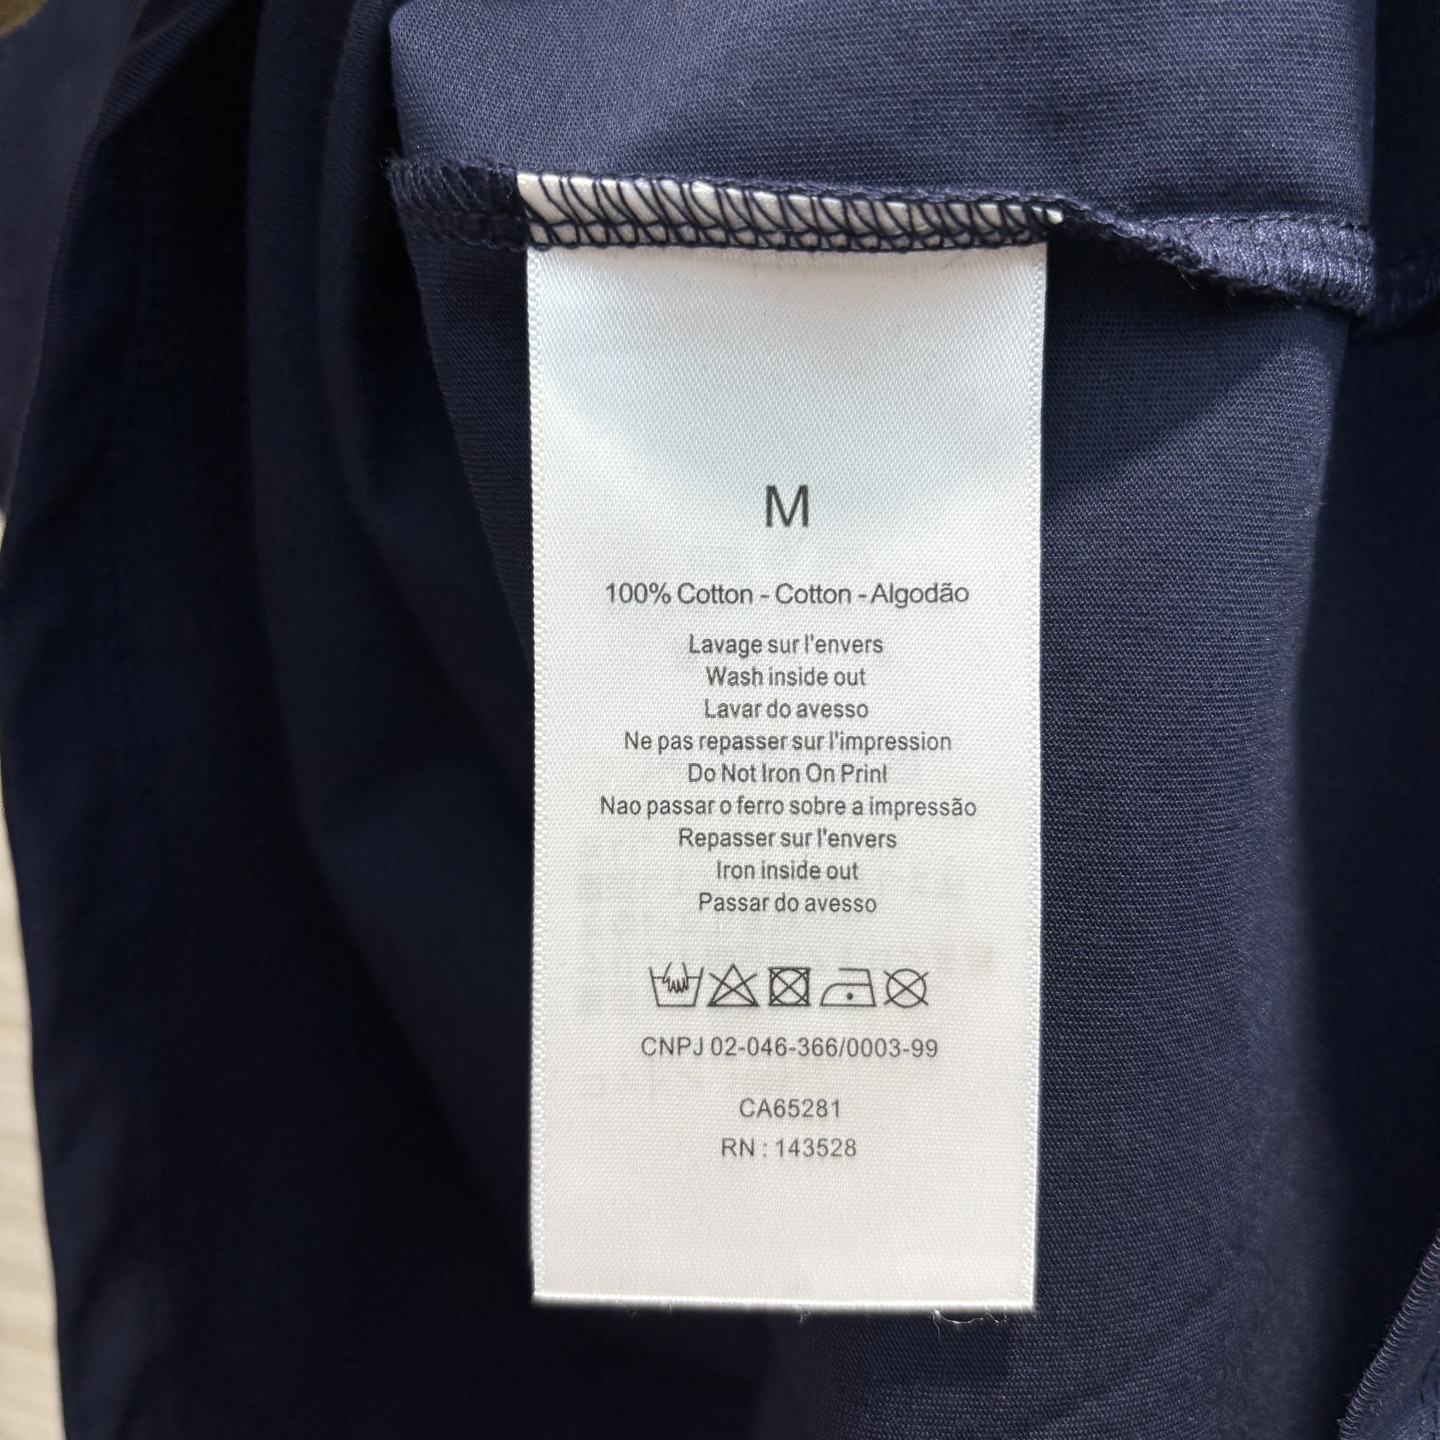 M
100% Cotton - Cotton - Algodão
Lavage sur l'envers
Wash inside out
Lavar do avesso
Ne pas repasser sur l'impression
Do Not Iron On Prinl
Nao passar o ferro sobre a impressão
Repasser sur l'envers
Iron inside out
Passar do avesso
CNPJ 02-046-366/0003-99
CA65281
RN : 143528